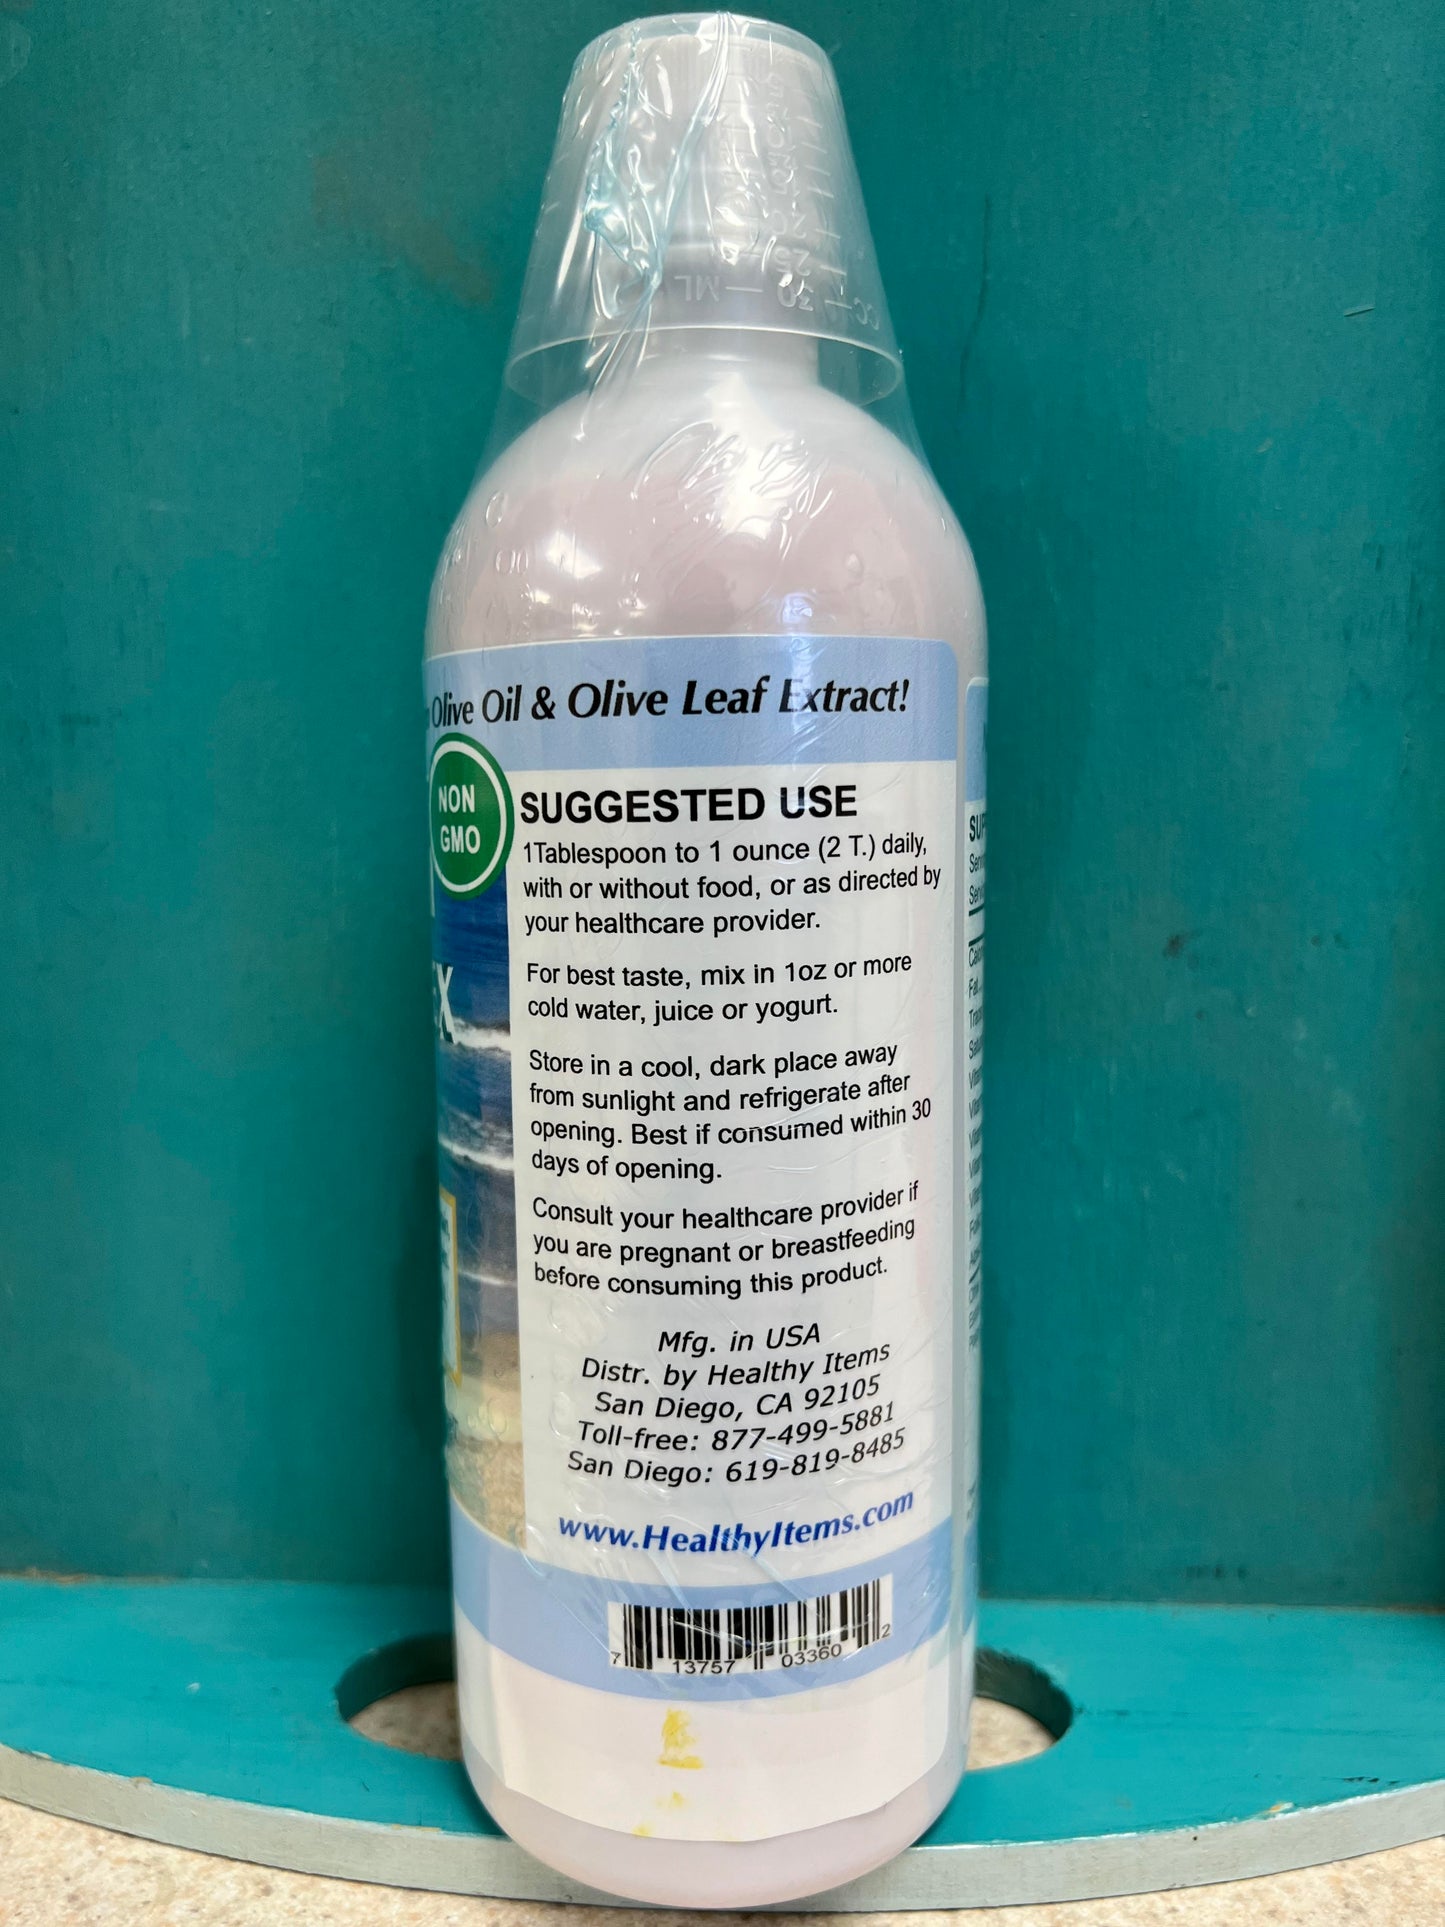 ML
30
CC
25
20
Olive Oil & Olive Leaf Extract!
NON
GMO
SUGGESTED USE
1Tablespoon to 1 ounce (2 T.) daily,
with or without food, or as directed by
your healthcare provider.
For best taste, mix in 1oz or more
cold water, juice or yogurt.
Store in a cool, dark place away
from sunlight and refrigerate after
opening. Best if consumed within 30
days of opening.
Consult your healthcare provider if
you are pregnant or breastfeeding
before consuming this product.
Mfg. in USA
Distr. by Healthy Items
San Diego, CA 92105
Toll-free: 877-499-5881
San Diego: 619-819-8485
www.HealthyItems.com
7 13757 03360 2